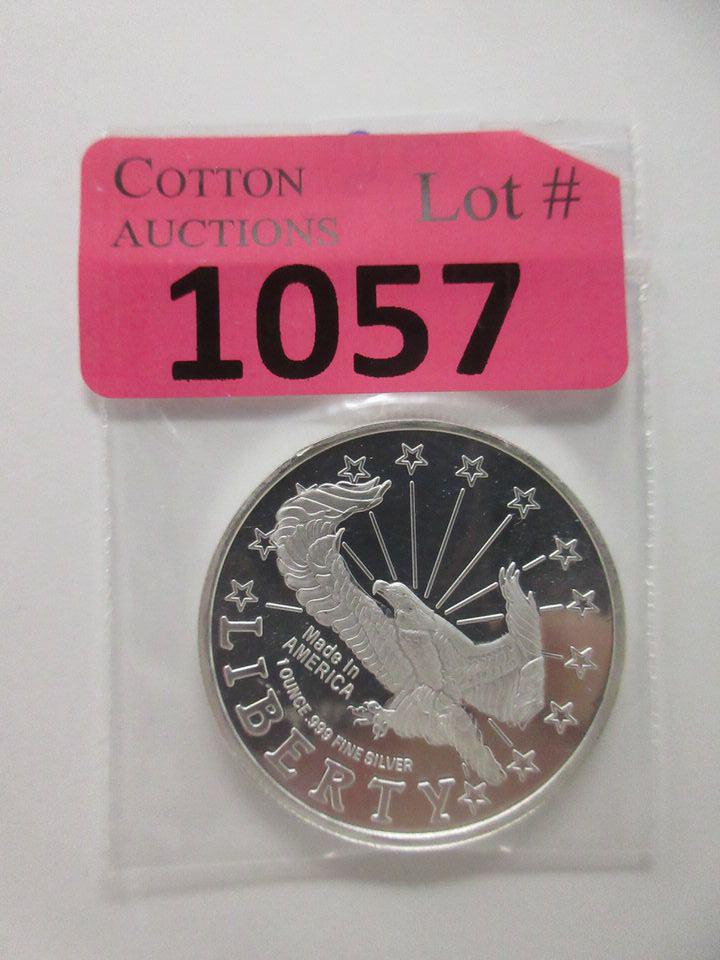 COTTON
AUCTIONS
Lot #
1057
Made in
AMERICA
1 OUNCE .999 FINE SILVER
LIBERTY